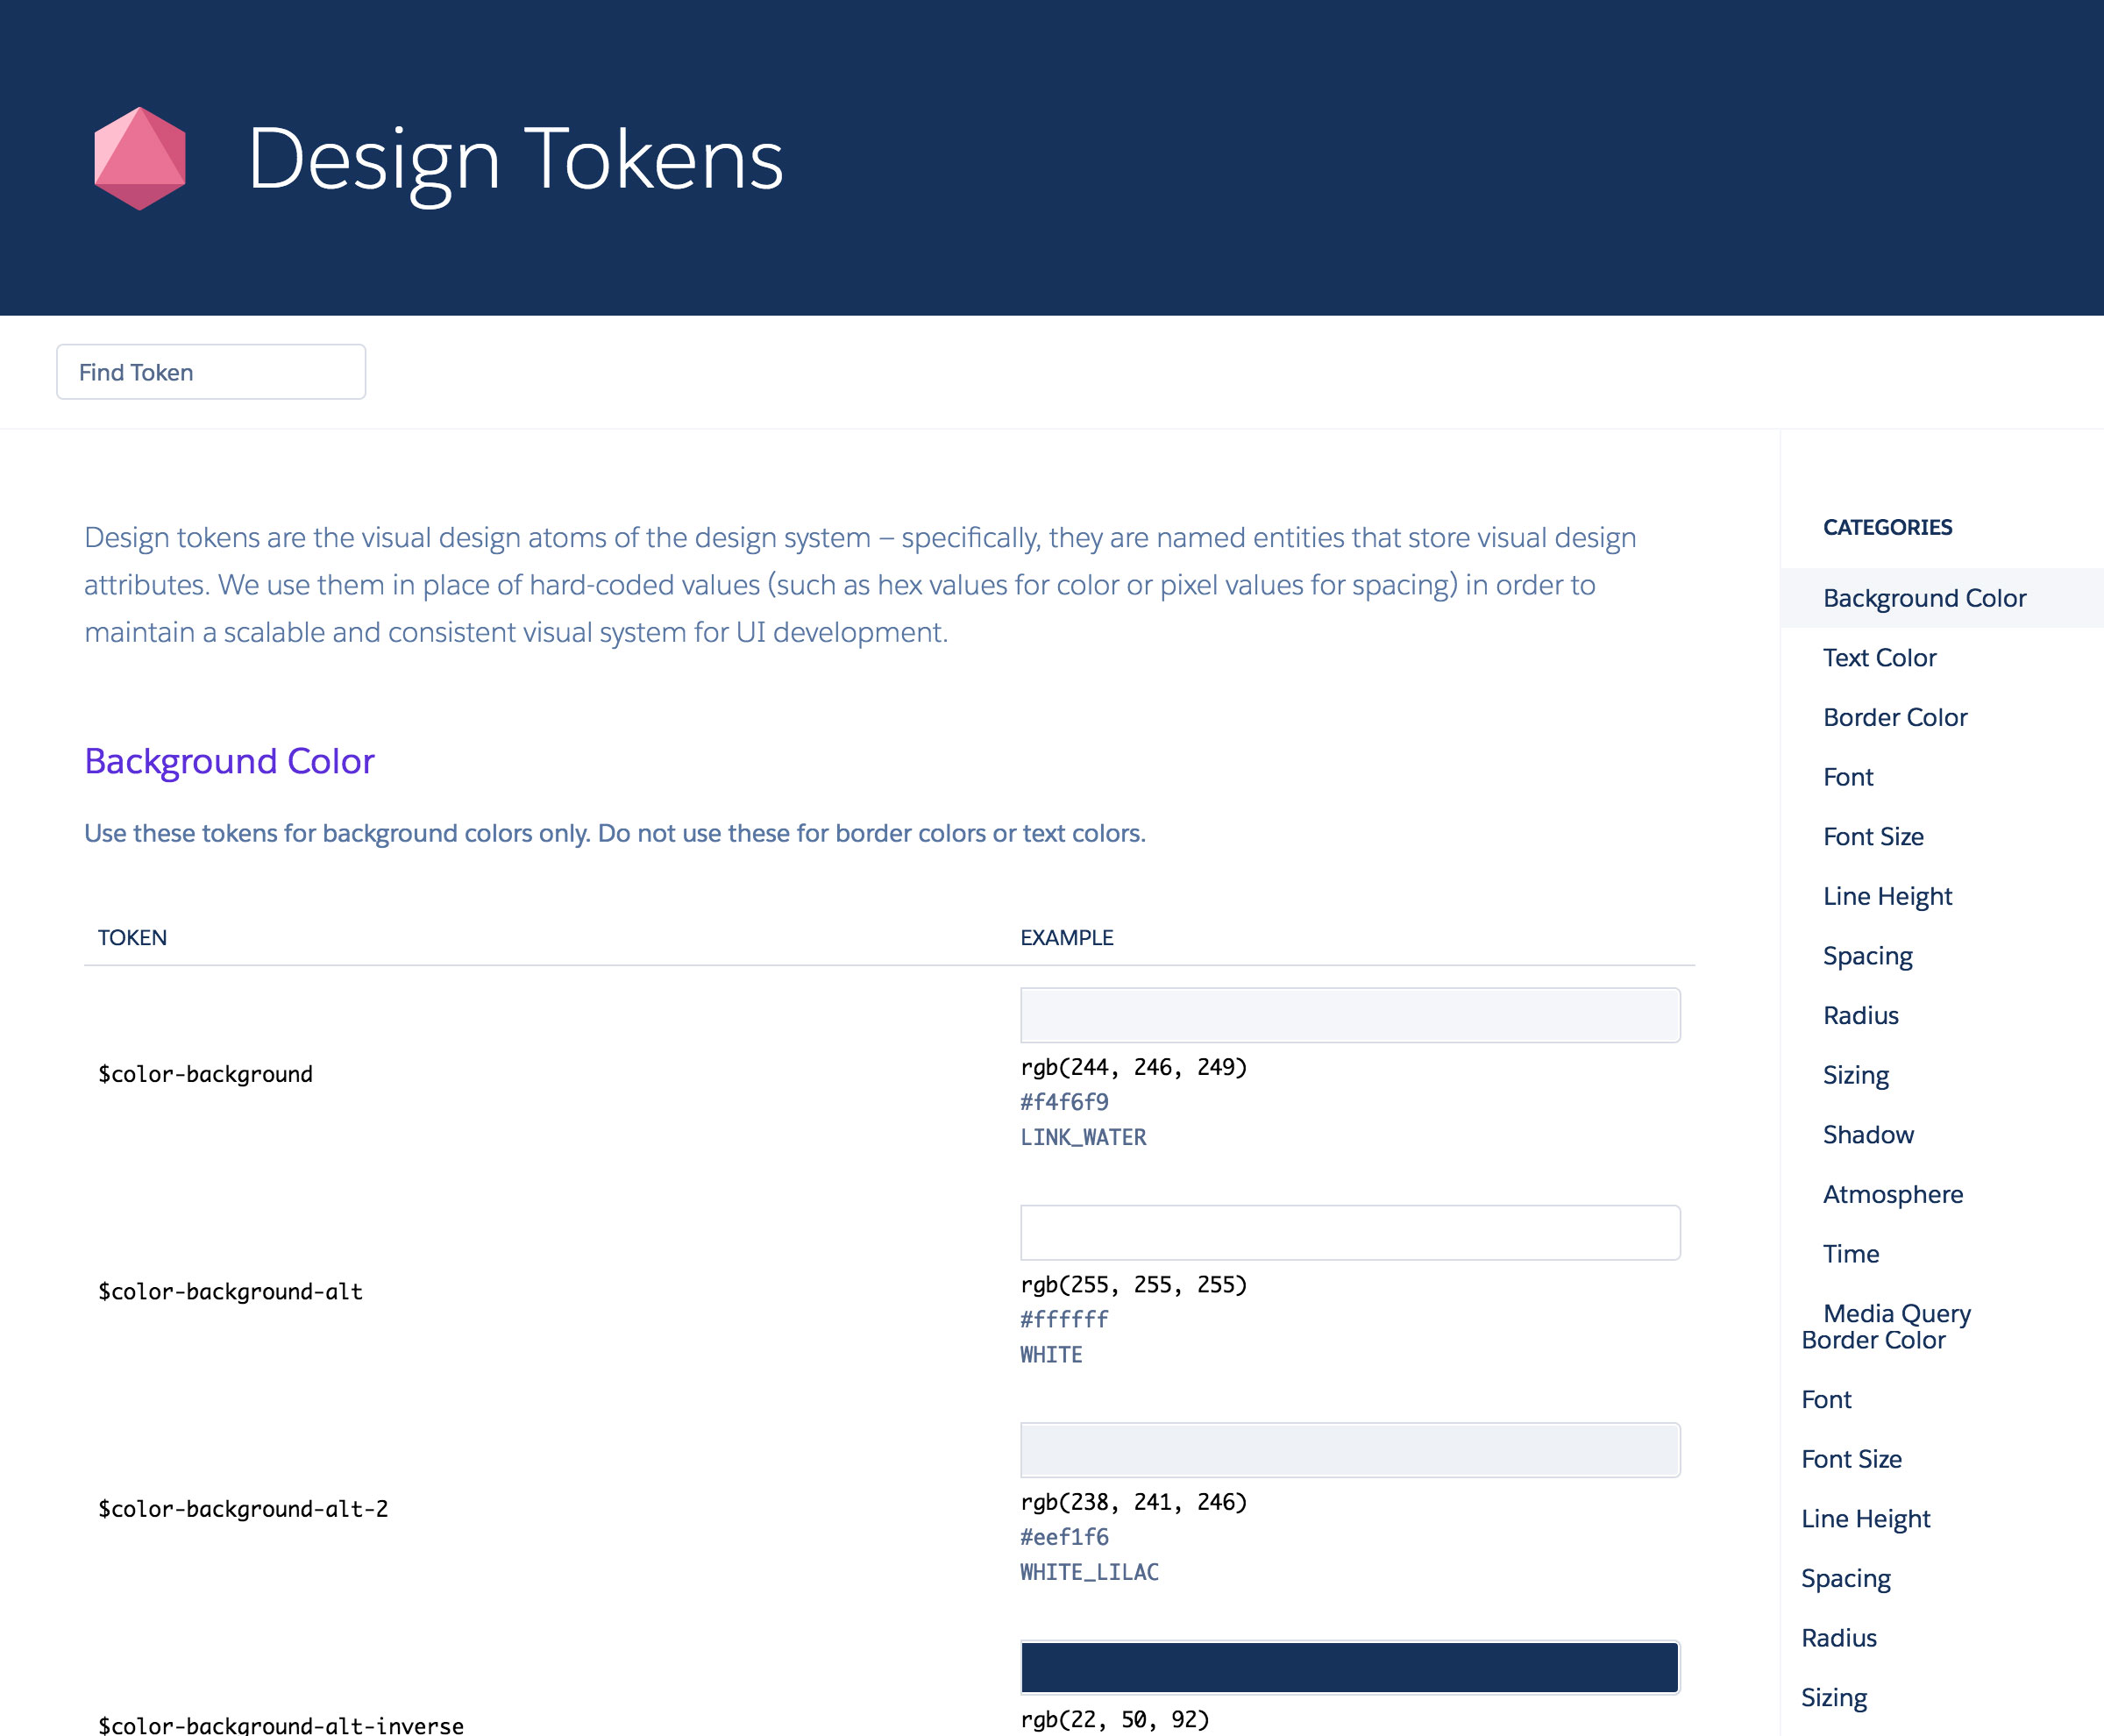 Design Tokens
Find Token
Design tokens are the visual design atoms of the design system – specifically, they are named entities that store visual design
attributes. We use them in place of hard-coded values (such as hex values for color or pixel values for spacing) in order to
maintain a scalable and consistent visual system for UI development.
Background Color
Use these tokens for background colors only. Do not use these for border colors or text colors.
TOKEN EXAMPLE
$color-background
rgb(244, 246, 249)
#f4f6f9
LINK_WATER
$color-background-alt
rgb(255, 255, 255)
#ffffff
WHITE
$color-background-alt-2
rgb(238, 241, 246)
#eef1f6
WHITE_LILAC
$color-background-alt-inverse
rgb(22, 50, 92)
CATEGORIES
Background Color
Text Color
Border Color
Font
Font Size
Line Height
Spacing
Radius
Sizing
Shadow
Atmosphere
Time
Media Query
Border Color
Font
Font Size
Line Height
Spacing
Radius
Sizing